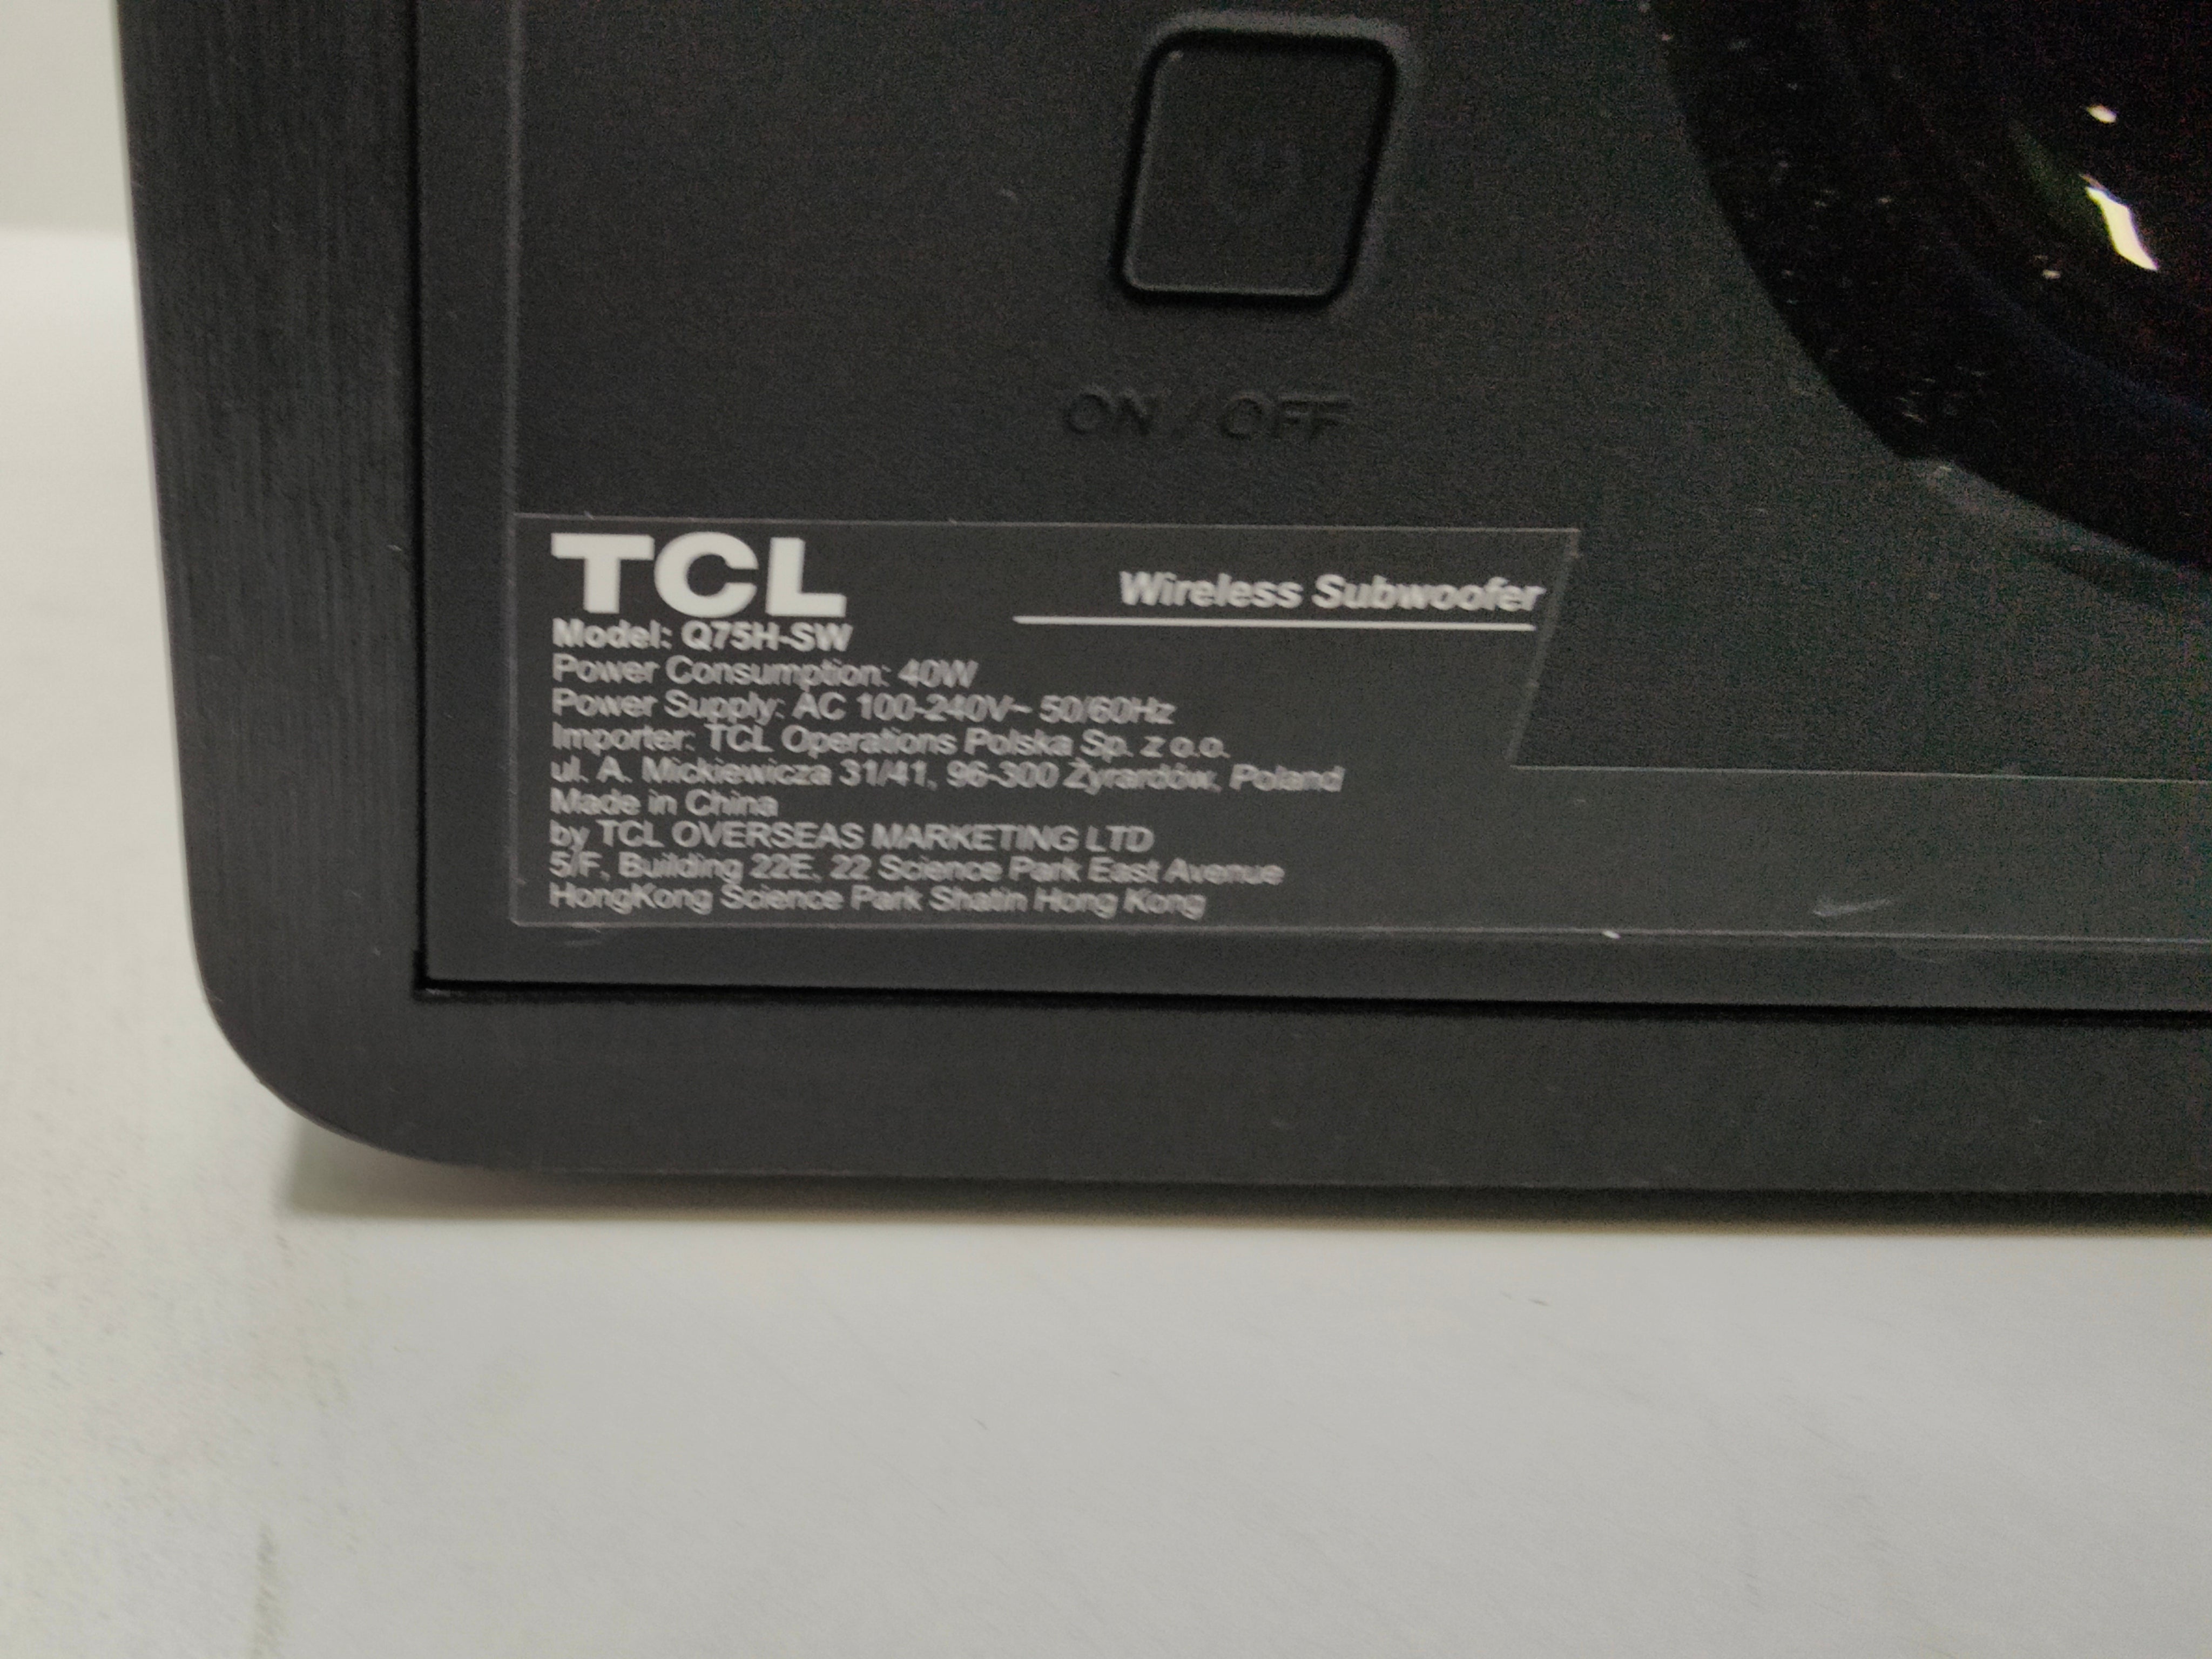 ON / OFF
TCL
Wireless Subwoofer
Model: Q75H-SW
Power Consumption: 40W
Power Supply: AC 100-240V~ 50/60Hz
Importer: TCL Operations Polska Sp. z o.o.
ul. A. Mickiewicza 31/41, 96-300 Żyrardów, Poland
Made in China
by TCL OVERSEAS MARKETING LTD
5/F, Building 22E, 22 Science Park East Avenue
HongKong Science Park Shatin Hong Kong